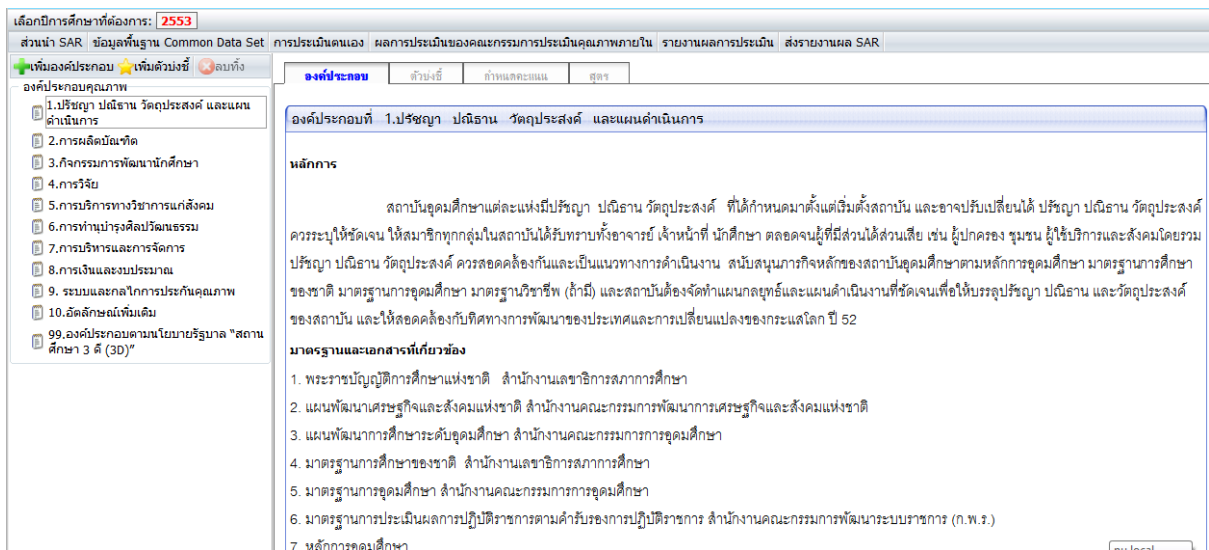 เลือกปีการศึกษาที่ต้องการ: 2553
ส่วนนำ SAR ข้อมูลพื้นฐาน Common Data Set การประเมินตนเอง ผลการประเมินของคณะกรรมการประเมินคุณภาพภายใน รายงานผลการประเมิน ส่งรายงานผล SAR
เพิ่มองค์ประกอบ เพิ่มตัวบ่งชี้ ลบทิ้ง
องค์ประกอบคุณภาพ
1.ปรัชญา ปณิธาน วัตถุประสงค์ และแผน
ดำเนินการ
2.การผลิตบัณฑิต
3.กิจกรรมการพัฒนานักศึกษา
4.การวิจัย
5.การบริการทางวิชาการแก่สังคม
6.การทำนุบำรุงศิลปวัฒนธรรม
7.การบริหารและการจัดการ
8.การเงินและงบประมาณ
9. ระบบและกลไกการประกันคุณภาพ
10.อัตลักษณ์เพิ่มเติม
99.องค์ประกอบตามนโยบายรัฐบาล "สถาน
ศึกษา 3 ดี (3D)"
องค์ประกอบ ตัวบ่งชี้ กำหนดคะแนน สูตร
องค์ประกอบที่ 1.ปรัชญา ปณิธาน วัตถุประสงค์ และแผนดำเนินการ
หลักการ
สถาบันอุดมศึกษาแต่ละแห่งมีปรัชญา ปณิธาน วัตถุประสงค์ ที่ได้กำหนดมาตั้งแต่เริ่มตั้งสถาบัน และอาจปรับเปลี่ยนได้ ปรัชญา ปณิธาน วัตถุประสงค์
ควรระบุให้ชัดเจน ให้สมาชิกทุกกลุ่มในสถาบันได้รับทราบทั้งอาจารย์ เจ้าหน้าที่ นักศึกษา ตลอดจนผู้ที่มีส่วนได้ส่วนเสีย เช่น ผู้ปกครอง ชุมชน ผู้ใช้บริการและสังคมโดยรวม
ปรัชญา ปณิธาน วัตถุประสงค์ ควรสอดคล้องกันและเป็นแนวทางการดำเนินงาน สนับสนุนภารกิจหลักของสถาบันอุดมศึกษาตามหลักการอุดมศึกษา มาตรฐานการศึกษา
ของชาติ มาตรฐานการอุดมศึกษา มาตรฐานวิชาชีพ (ถ้ามี) และสถาบันต้องจัดทำแผนกลยุทธ์และแผนดำเนินงานที่ชัดเจนเพื่อให้บรรลุปรัชญา ปณิธาน และวัตถุประสงค์
ของสถาบัน และให้สอดคล้องกับทิศทางการพัฒนาของประเทศและการเปลี่ยนแปลงของกระแสโลก ปี 52
มาตรฐานและเอกสารที่เกี่ยวข้อง
1. พระราชบัญญัติการศึกษาแห่งชาติ สำนักงานเลขาธิการสภาการศึกษา
2. แผนพัฒนาเศรษฐกิจและสังคมแห่งชาติ สำนักงานคณะกรรมการพัฒนาการเศรษฐกิจและสังคมแห่งชาติ
3. แผนพัฒนาการศึกษาระดับอุดมศึกษา สำนักงานคณะกรรมการการอุดมศึกษา
4. มาตรฐานการศึกษาของชาติ สำนักงานเลขาธิการสภาการศึกษา
5. มาตรฐานการอุดมศึกษา สำนักงานคณะกรรมการการอุดมศึกษา
6. มาตรฐานการประเมินผลการปฏิบัติราชการตามคำรับรองการปฏิบัติราชการ สำนักงานคณะกรรมการพัฒนาระบบราชการ (ก.พ.ร.)
7. หลักการอุดมศึกษา